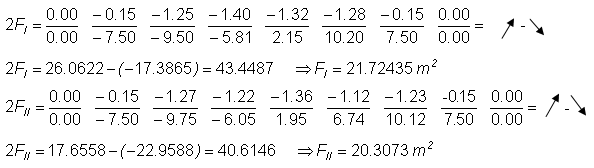 2F_I = 0.00/0.00 −0.15/−7.50 −1.25/−9.50 −1.40/−5.81 −1.32/2.15 −1.28/10.20 −0.15/7.50 0.00/0.00 = ↗ - ↘
2F_I = 26.0622 – (−17.3865) = 43.4487 ⇒ F_I = 21.72435 m²
2F_II = 0.00/0.00 −0.15/−7.50 −1.27/−9.75 −1.22/−6.05 −1.36/1.95 −1.12/6.74 −1.23/10.12 -0.15/7.50 0.00/0.00 = ↗ - ↘
2F_II = 17.6558 – (−22.9588) = 40.6146 ⇒ F_II = 20.3073 m²